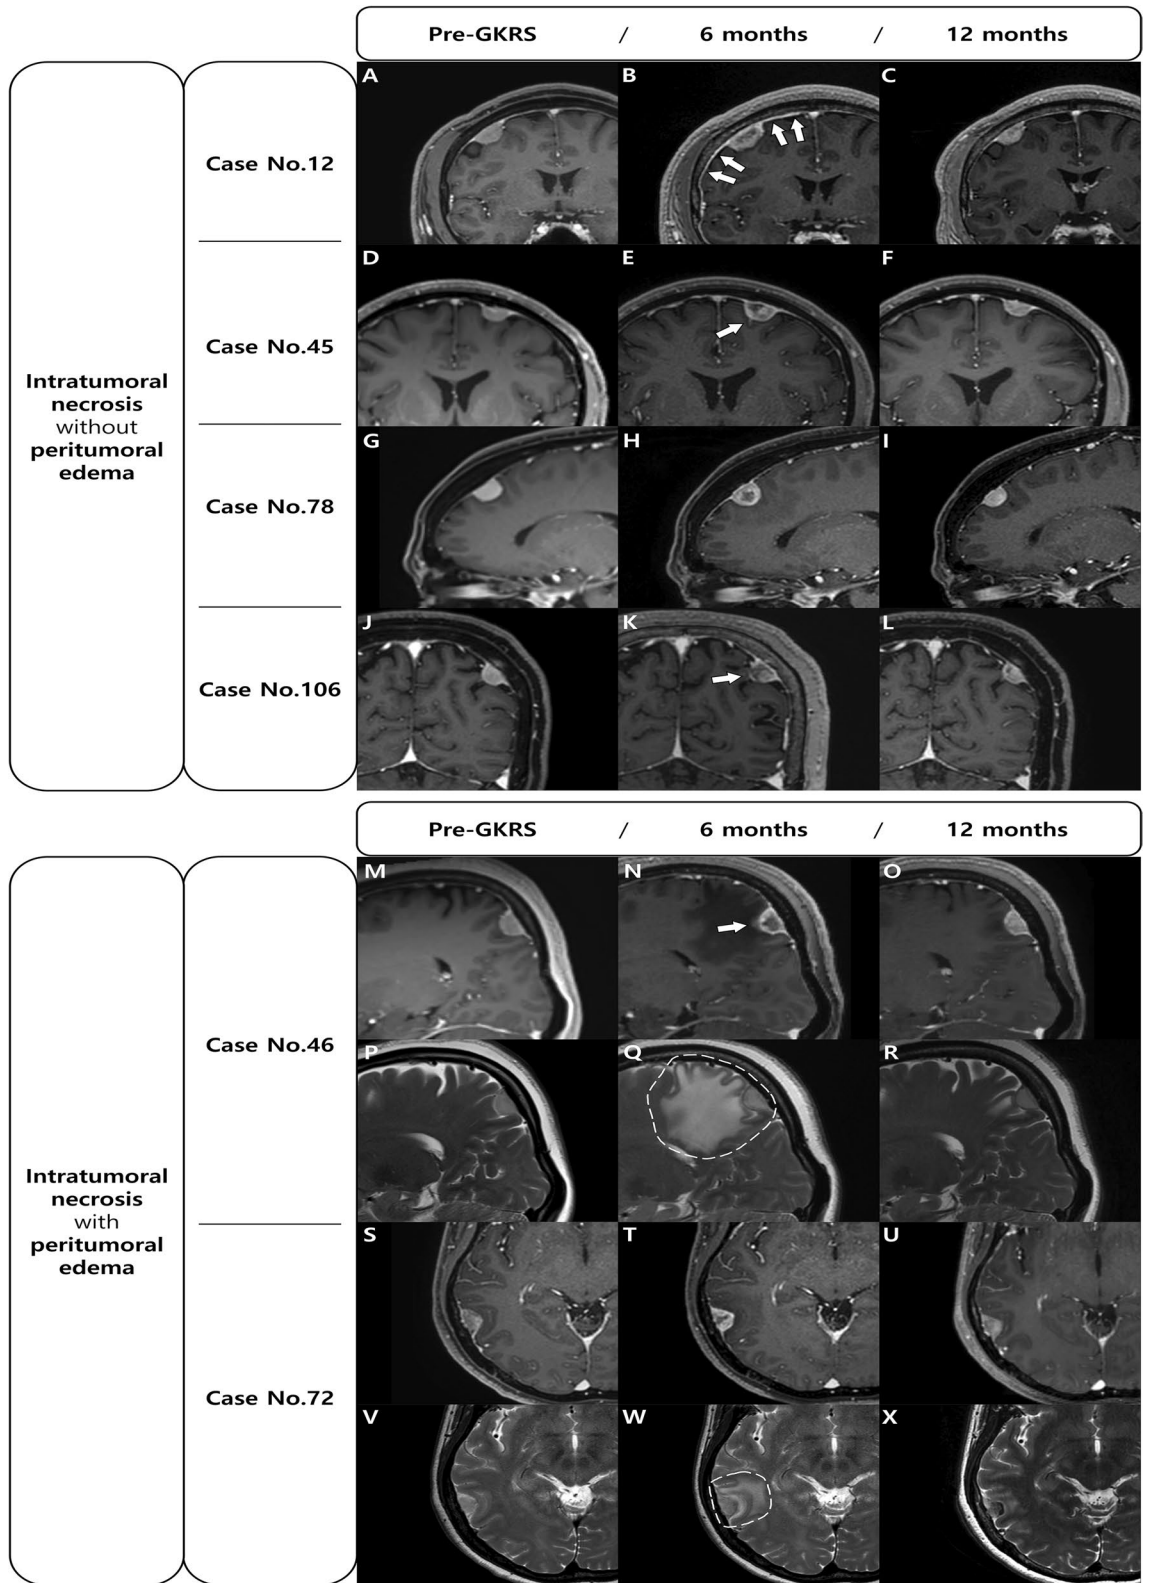 Pre-GKRS / 6 months / 12 months
Intratumoral
necrosis
without
peritumoral
edema
Case No.12
A B C
Case No.45
D E F
Case No.78
G H I
Case No.106
J K L
Pre-GKRS / 6 months / 12 months
Intratumoral
necrosis
with
peritumoral
edema
Case No.46
M N O
P Q R
Case No.72
S T U
V W X